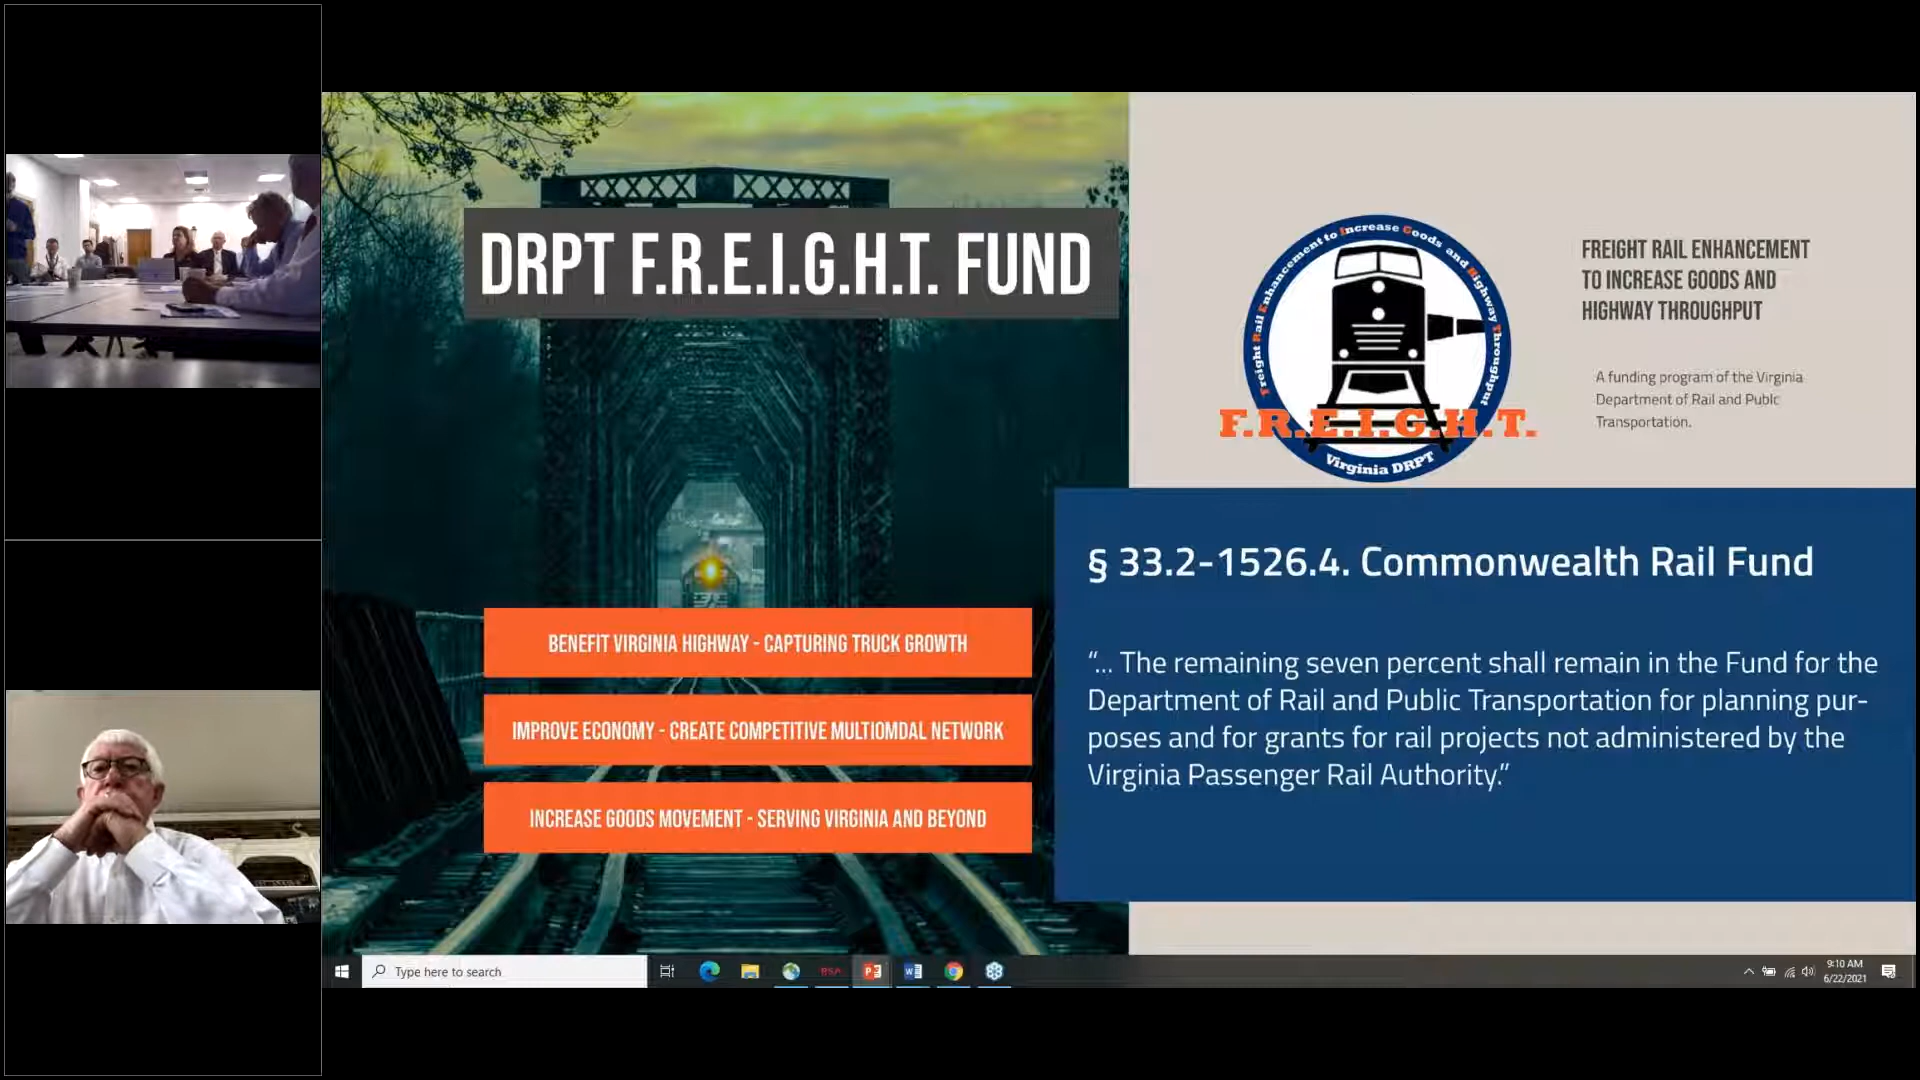 DRPT F.R.E.I.G.H.T. FUND
BENEFIT VIRGINIA HIGHWAY - CAPTURING TRUCK GROWTH
IMPROVE ECONOMY - CREATE COMPETITIVE MULTIOMDAL NETWORK
INCREASE GOODS MOVEMENT - SERVING VIRGINIA AND BEYOND
Freight Rail Enhancement to Increase Goods and Highway Throughput
F.R.E.I.G.H.T.
Virginia DRPT
FREIGHT RAIL ENHANCEMENT
TO INCREASE GOODS AND
HIGHWAY THROUGHPUT
A funding program of the Virginia
Department of Rail and Publc
Transportation.
§ 33.2-1526.4. Commonwealth Rail Fund
“... The remaining seven percent shall remain in the Fund for the
Department of Rail and Public Transportation for planning pur-
poses and for grants for rail projects not administered by the
Virginia Passenger Rail Authority.”
Type here to search
RSA
9:10 AM
6/22/2021